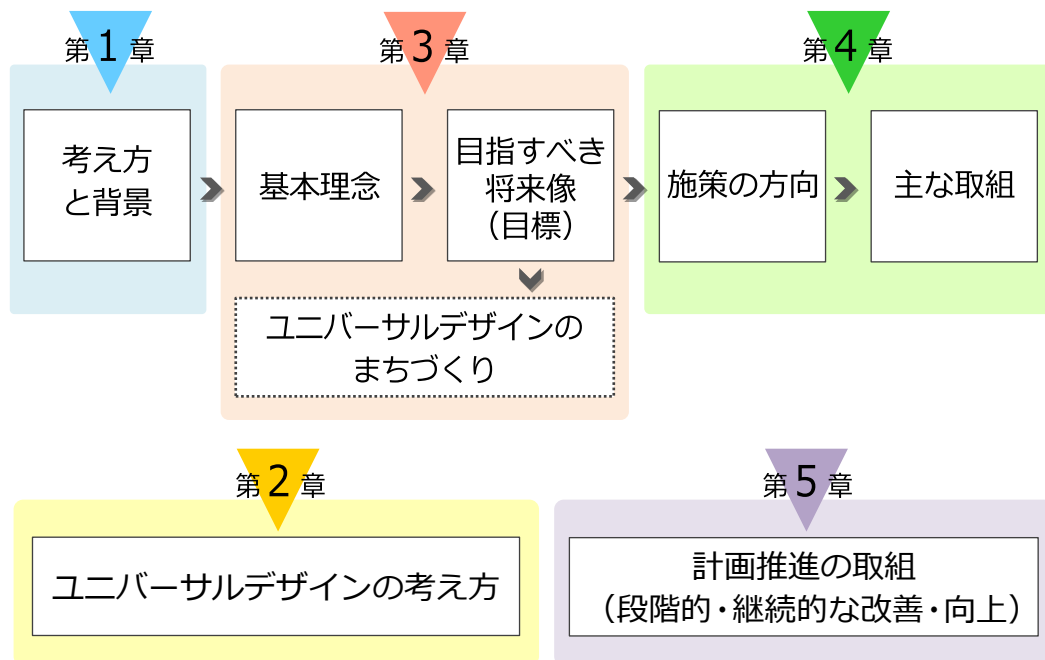 第1章
考え方
と背景
第3章
基本理念
目指すべき
将来像
（目標）
ユニバーサルデザインの
まちづくり
第4章
施策の方向
主な取組
第2章
ユニバーサルデザインの考え方
第5章
計画推進の取組
（段階的・継続的な改善・向上）